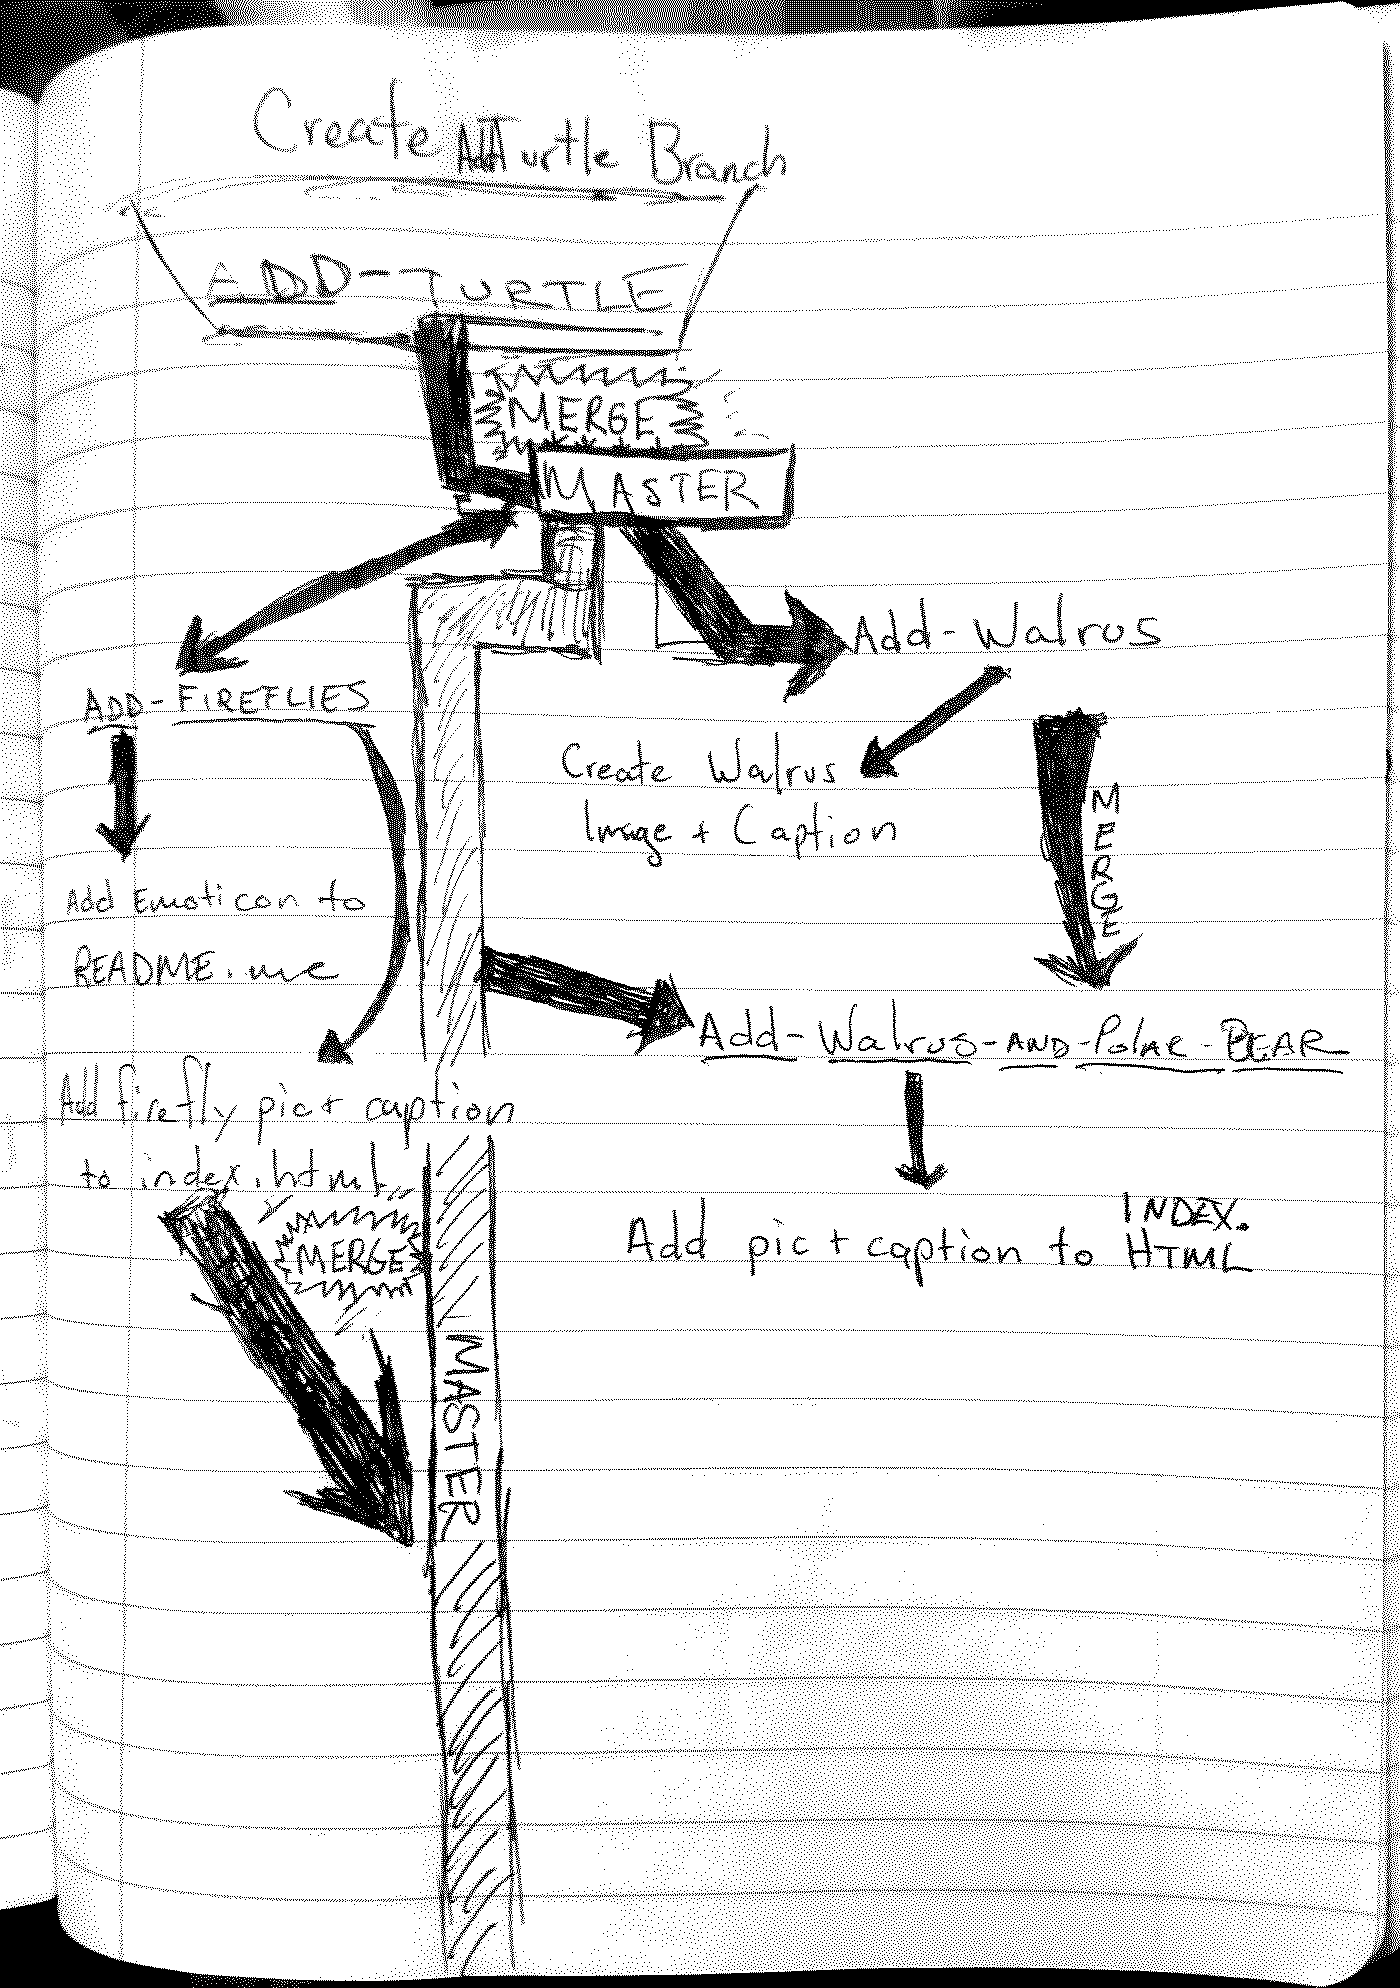 Create Turtle Branch
ADD-TURTLE
MERGE
MASTER
Add-Walrus
ADD-FIREFLIES
Create Walrus
Image + Caption
MERGE
Add Emoticon to
README.me
Add-Walrus-AND-Polar-BEAR
Add firefly pic + caption
to index.html
MERGE
Add pic + caption to INDEX.
HTML
MASTER